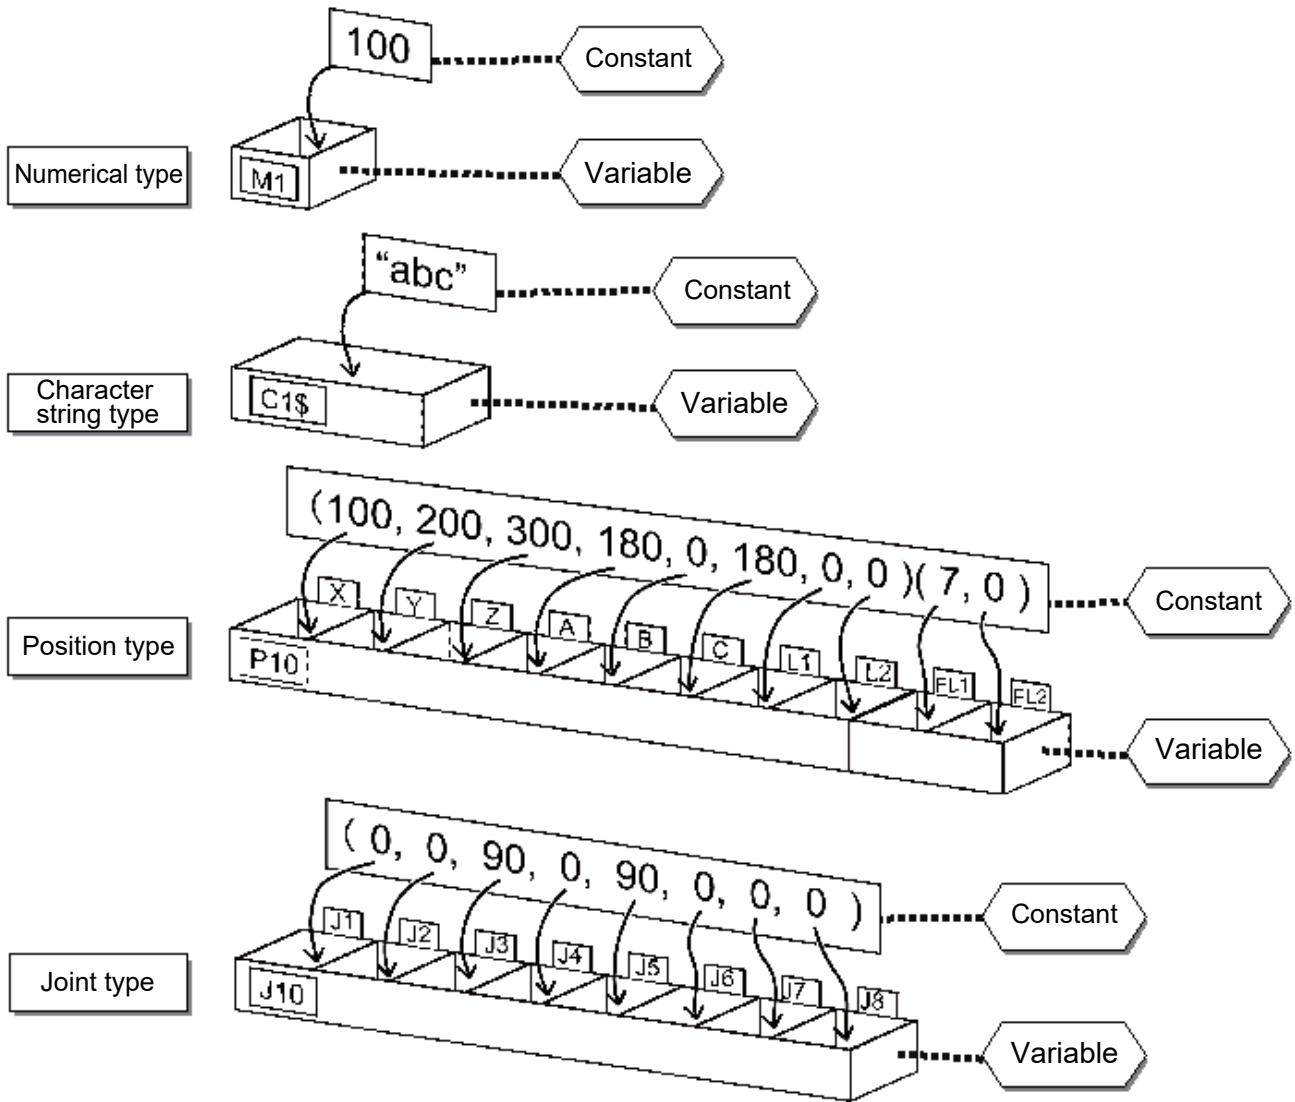 100
Constant
Numerical type
M1
Variable
“abc”
Constant
Character
string type
C1$
Variable
(100, 200, 300, 180, 0, 180, 0, 0 )( 7, 0 )
Constant
X Y Z A B C L1 L2 FL1 FL2
Position type
P10
Variable
( 0, 0, 90, 0, 90, 0, 0, 0 )
Constant
J1 J2 J3 J4 J5 J6 J7 J8
Joint type
J10
Variable